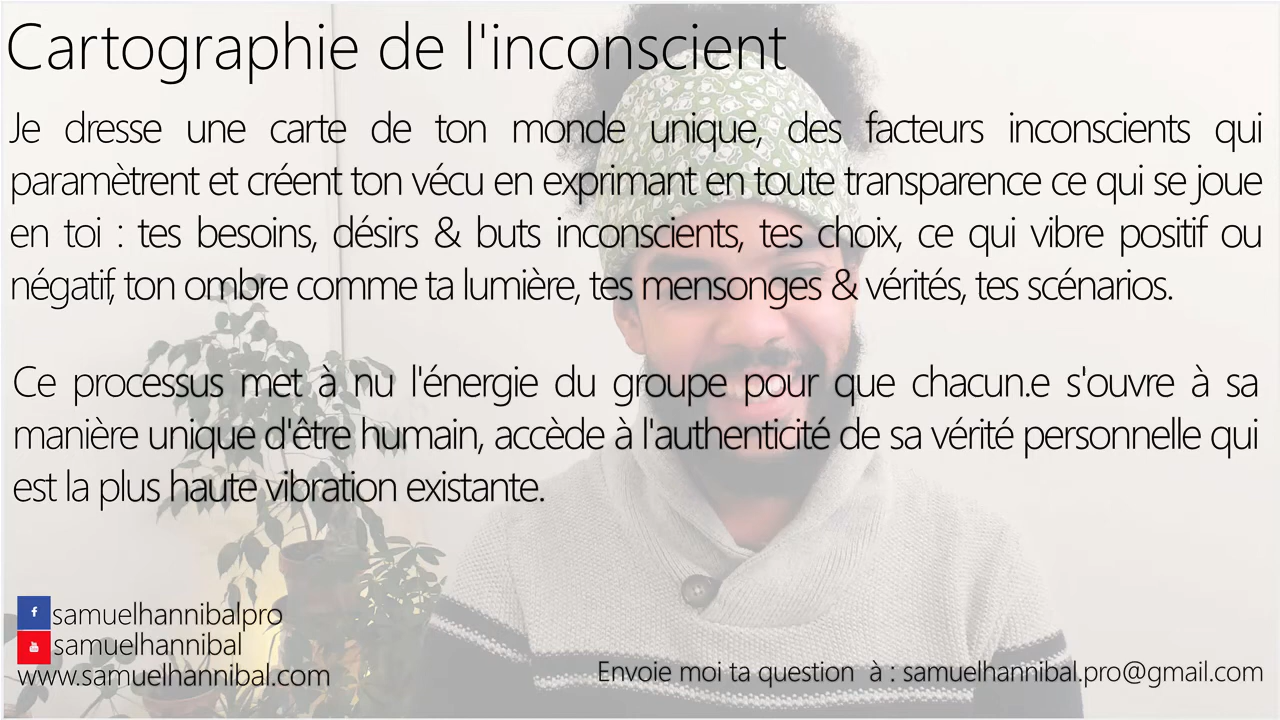 Cartographie de l'inconscient
Je dresse une carte de ton monde unique, des facteurs inconscients qui
paramètrent et créent ton vécu en exprimant en toute transparence ce qui se joue
en toi : tes besoins, désirs & buts inconscients, tes choix, ce qui vibre positif ou
négatif, ton ombre comme ta lumière, tes mensonges & vérités, tes scénarios.
Ce processus met à nu l'énergie du groupe pour que chacun.e s'ouvre à sa
manière unique d'être humain, accède à l'authenticité de sa vérité personnelle qui
est la plus haute vibration existante.
f samuelhannibalpro
samuelhannibal
www.samuelhannibal.com
Envoie moi ta question à : samuelhannibal.pro@gmail.com